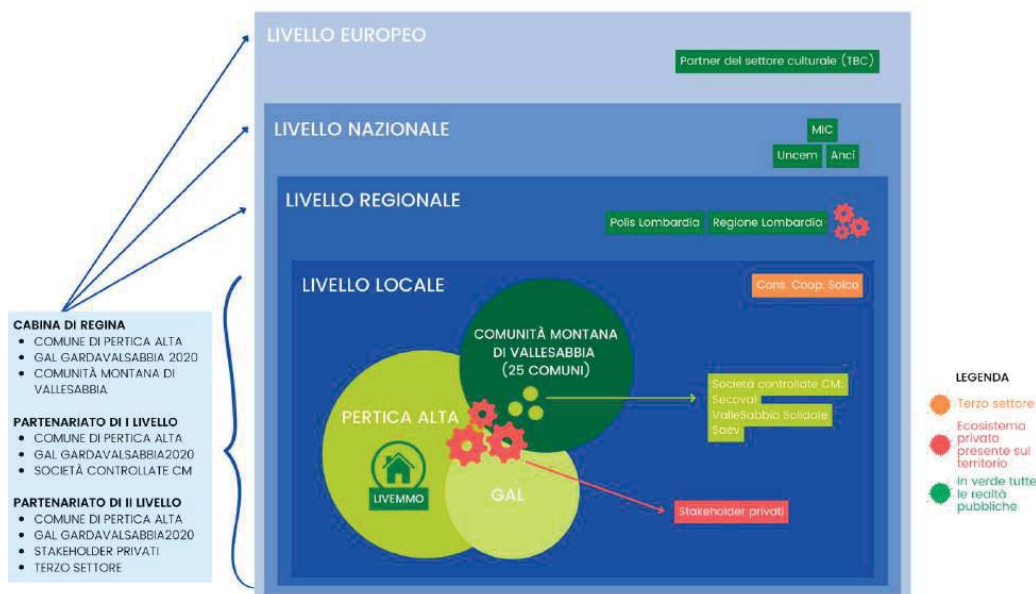 LIVELLO EUROPEO
Partner del settore culturale (TBC)
LIVELLO NAZIONALE
MIC
Uncem
Anci
LIVELLO REGIONALE
Polis Lombardia
Regione Lombardia
LIVELLO LOCALE
Cons. Coop. Solco
COMUNITÀ MONTANA
DI VALLESABBIA
(25 COMUNI)
Società controllate CM:
Secoval
ValleSabbia Solidale
Saev
PERTICA ALTA
LIVEMMO
GAL
Stakeholder privati
CABINA DI REGINA
• COMUNE DI PERTICA ALTA
• GAL GARDAVALSABBIA 2020
• COMUNITÀ MONTANA DI
VALLESABBIA
PARTENARIATO DI I LIVELLO
• COMUNE DI PERTICA ALTA
• GAL GARDAVALSABBIA2020
• SOCIETÀ CONTROLLATE CM
PARTENARIATO DI II LIVELLO
• COMUNE DI PERTICA ALTA
• GAL GARDAVALSABBIA2020
• STAKEHOLDER PRIVATI
• TERZO SETTORE
LEGENDA
Terzo settore
Ecosistema
privato
presente sul
territorio
In verde tutte
le realtà
pubbliche